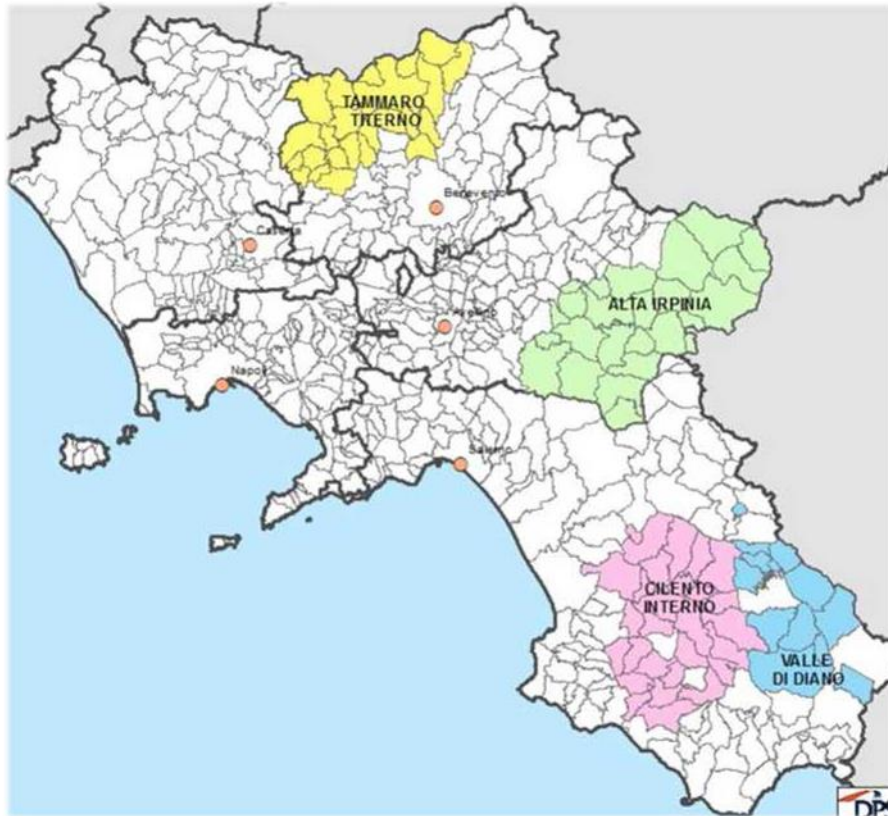 TAMMARO
TITERNO
Benevento
Caserta
ALTA IRPINIA
Avellino
Napoli
Salerno
CILENTO
INTERNO
VALLE
DI DIANO
DPS